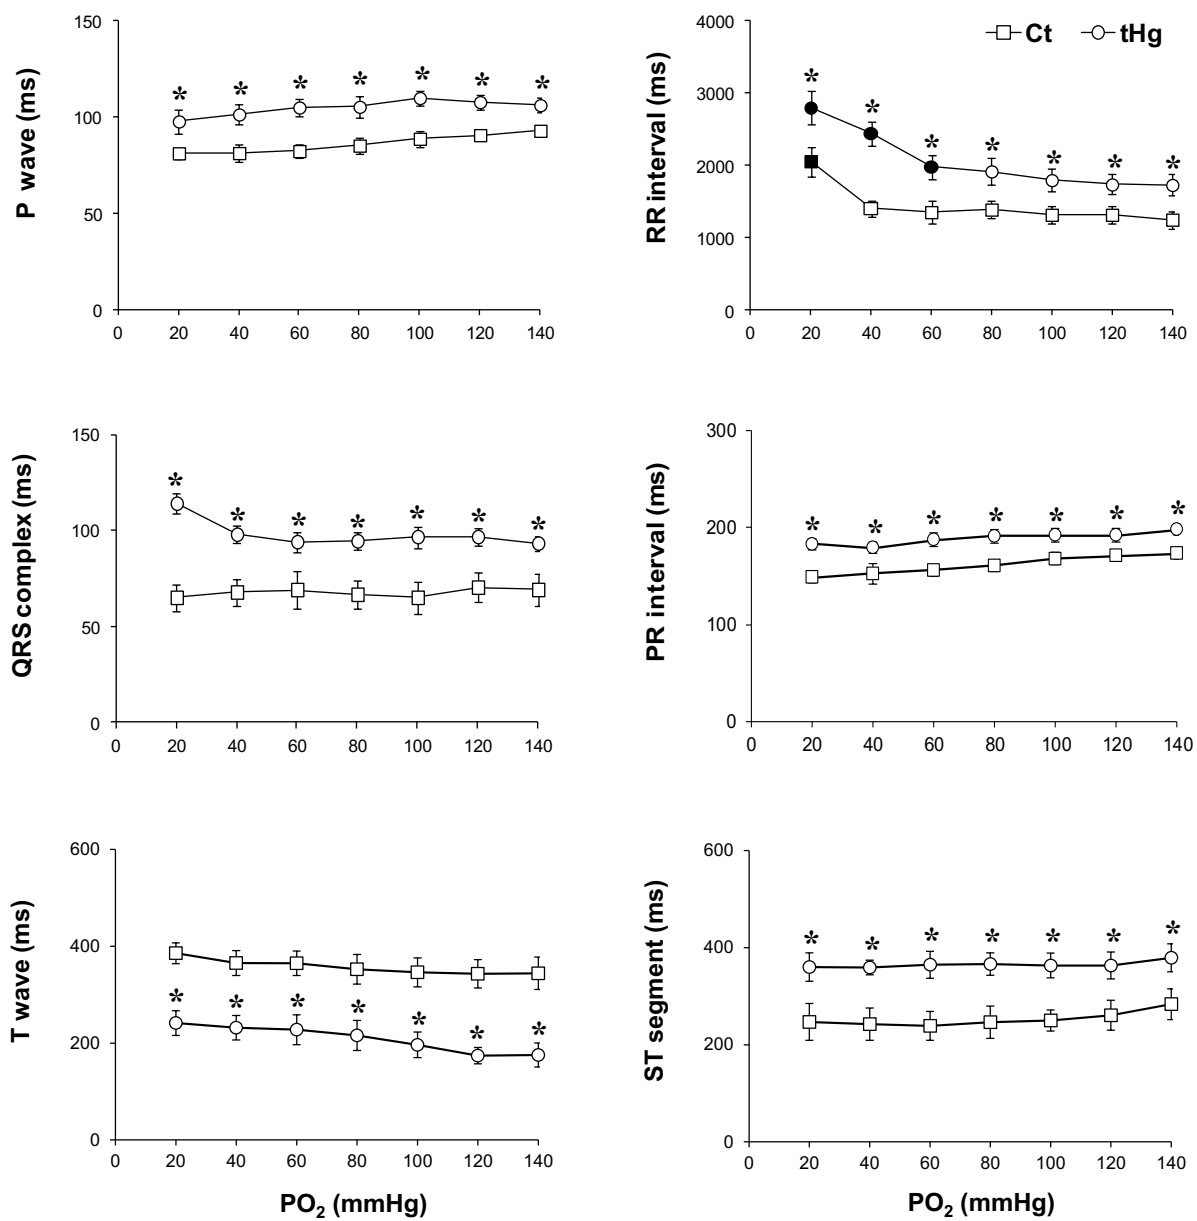 P wave (ms)
150
100
50
0
0 20 40 60 80 100 120 140
* * * * * * *
RR interval (ms)
Ct tHg
4000
3000
2000
1000
0
0 20 40 60 80 100 120 140
* * * * * * *
QRS complex (ms)
150
100
50
0
0 20 40 60 80 100 120 140
* * * * * * *
PR interval (ms)
300
200
100
0
0 20 40 60 80 100 120 140
* * * * * * *
T wave (ms)
600
400
200
0
0 20 40 60 80 100 120 140
* * * * * * *
PO₂ (mmHg)
ST segment (ms)
600
400
200
0
0 20 40 60 80 100 120 140
* * * * * * *
PO₂ (mmHg)